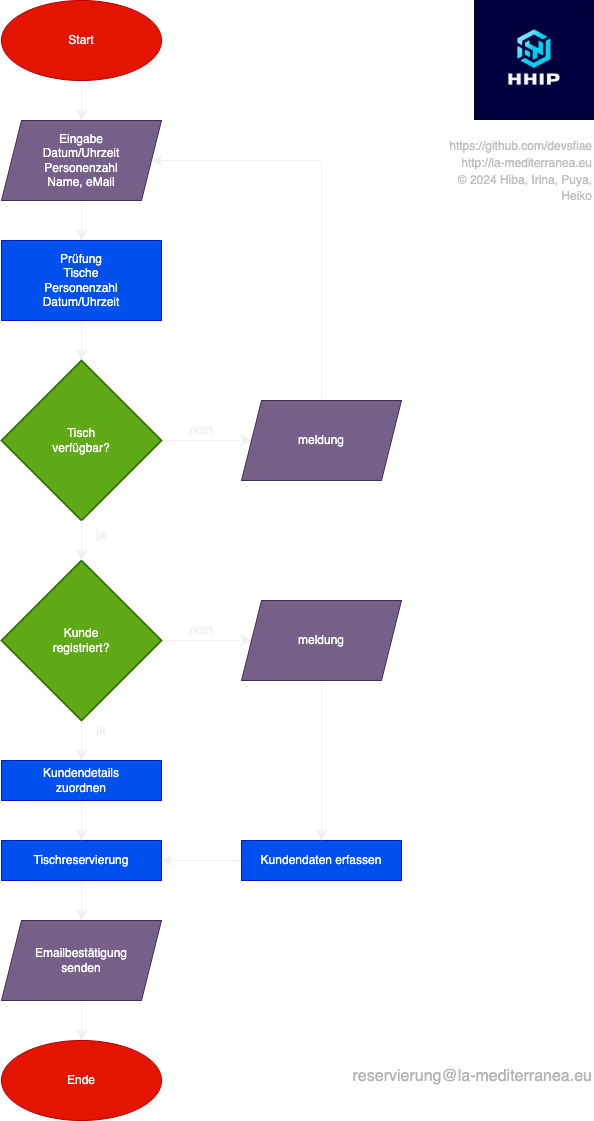 Start
HHIP
https://github.com/devsfiae
http://la-mediterranea.eu
© 2024 Hiba, Irina, Puya,
Heiko
Eingabe
Datum/Uhrzeit
Personenzahl
Name, eMail
Prüfung
Tische
Personenzahl
Datum/Uhrzeit
Tisch
verfügbar?
nein
meldung
ja
Kunde
registriert?
nein
meldung
ja
Kundendetails
zuordnen
Tischreservierung
Kundendaten erfassen
Emailbestätigung
senden
Ende
reservierung@la-mediterranea.eu